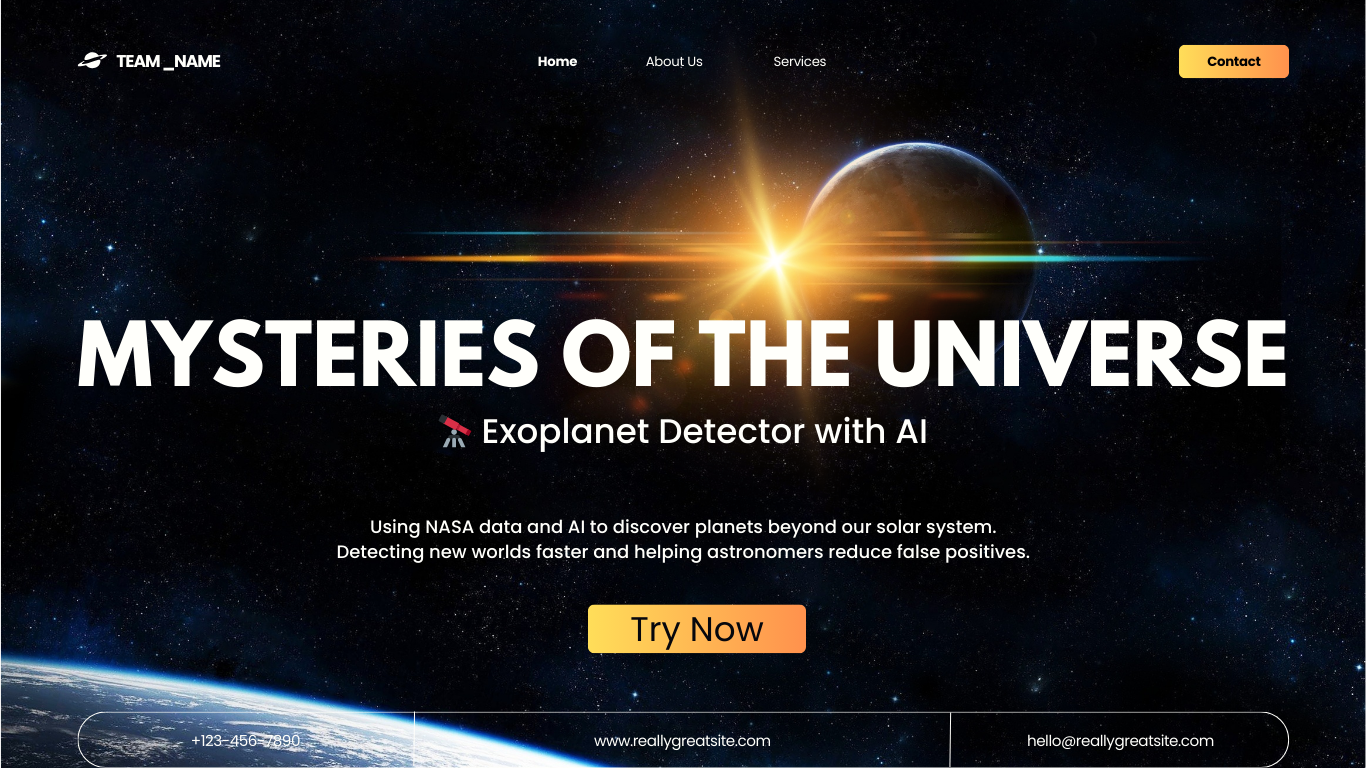 TEAM _NAME
Home
About Us
Services
Contact
MYSTERIES OF THE UNIVERSE
Exoplanet Detector with AI
Using NASA data and AI to discover planets beyond our solar system.
Detecting new worlds faster and helping astronomers reduce false positives.
Try Now
+123-456-7890
www.reallygreatsite.com
hello@reallygreatsite.com